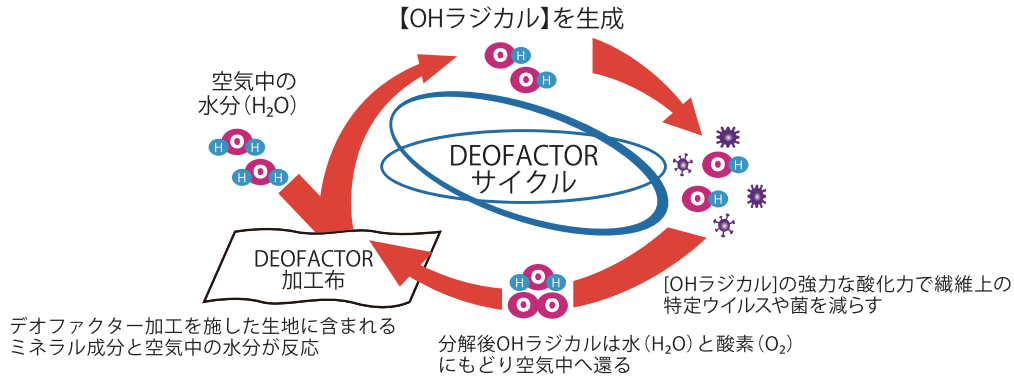 【OHラジカル】を生成
O H
O H
空気中の
水分（H₂O）
H O H
H O H
DEOFACTOR
サイクル
O H
O H
DEOFACTOR
加工布
デオファクター加工を施した生地に含まれる
ミネラル成分と空気中の水分が反応
H O H
O O
[OHラジカル]の強力な酸化力で繊維上の
特定ウイルスや菌を減らす
分解後OHラジカルは水（H₂O）と酸素（O₂）
にもどり空気中へ還る